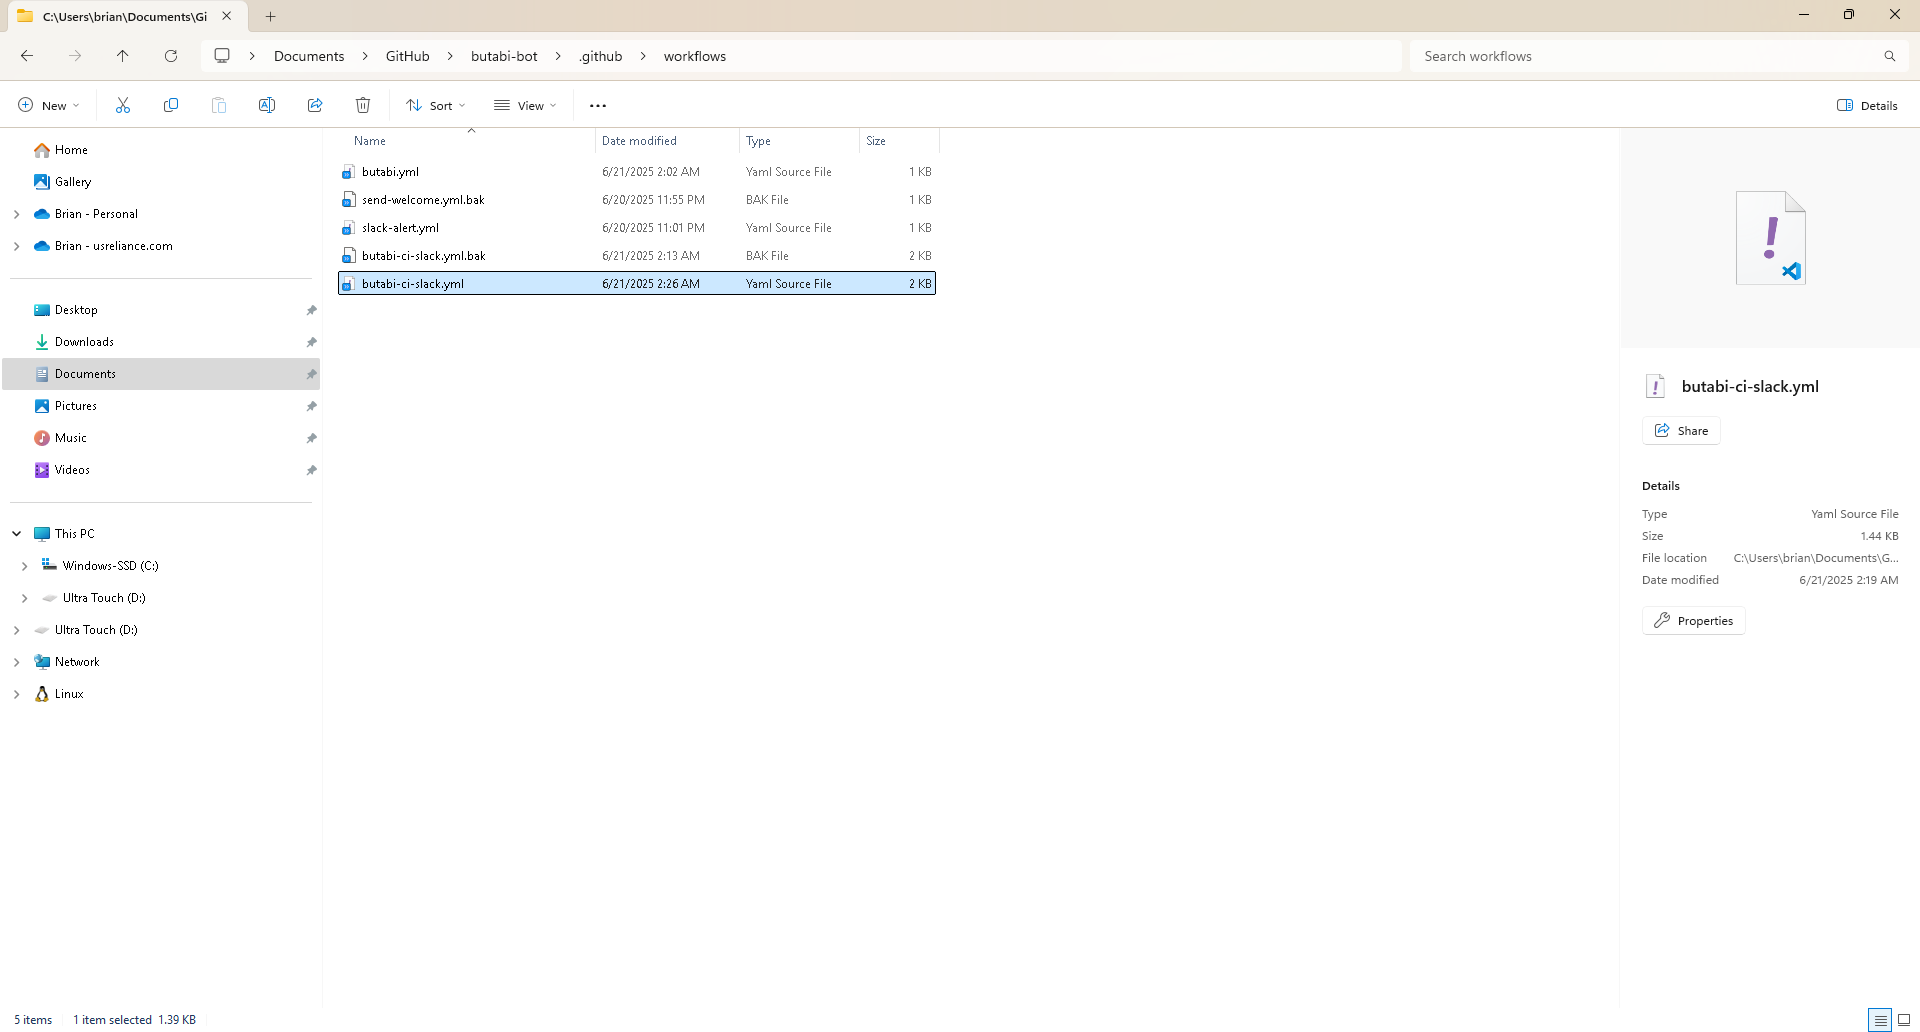 C:\Users\brian\Documents\Gi
Documents
GitHub
butabi-bot
.github
workflows
Search workflows
New
Sort
View
Details
Home
Gallery
Brian - Personal
Brian - usreliance.com
Desktop
Downloads
Documents
Pictures
Music
Videos
This PC
Windows-SSD (C:)
Ultra Touch (D:)
Ultra Touch (D:)
Network
Linux
Name Date modified Type Size
butabi.yml 6/21/2025 2:02 AM Yaml Source File 1 KB
send-welcome.yml.bak 6/20/2025 11:55 PM BAK File 1 KB
slack-alert.yml 6/20/2025 11:01 PM Yaml Source File 1 KB
butabi-ci-slack.yml.bak 6/21/2025 2:13 AM BAK File 2 KB
butabi-ci-slack.yml 6/21/2025 2:26 AM Yaml Source File 2 KB
butabi-ci-slack.yml
Share
Details
Type Yaml Source File
Size 1.44 KB
File location C:\Users\brian\Documents\G...
Date modified 6/21/2025 2:19 AM
Properties
5 items 1 item selected 1.39 KB